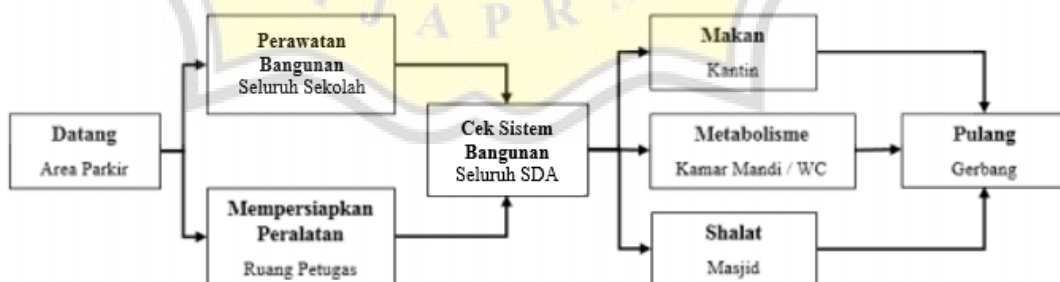 J A P R
Perawatan
Bangunan
Seluruh Sekolah
Makan
Kantin
Datang
Area Parkir
Cek Sistem
Bangunan
Seluruh SDA
Metabolisme
Kamar Mandi / WC
Pulang
Gerbang
Mempersiapkan
Peralatan
Ruang Petugas
Shalat
Masjid